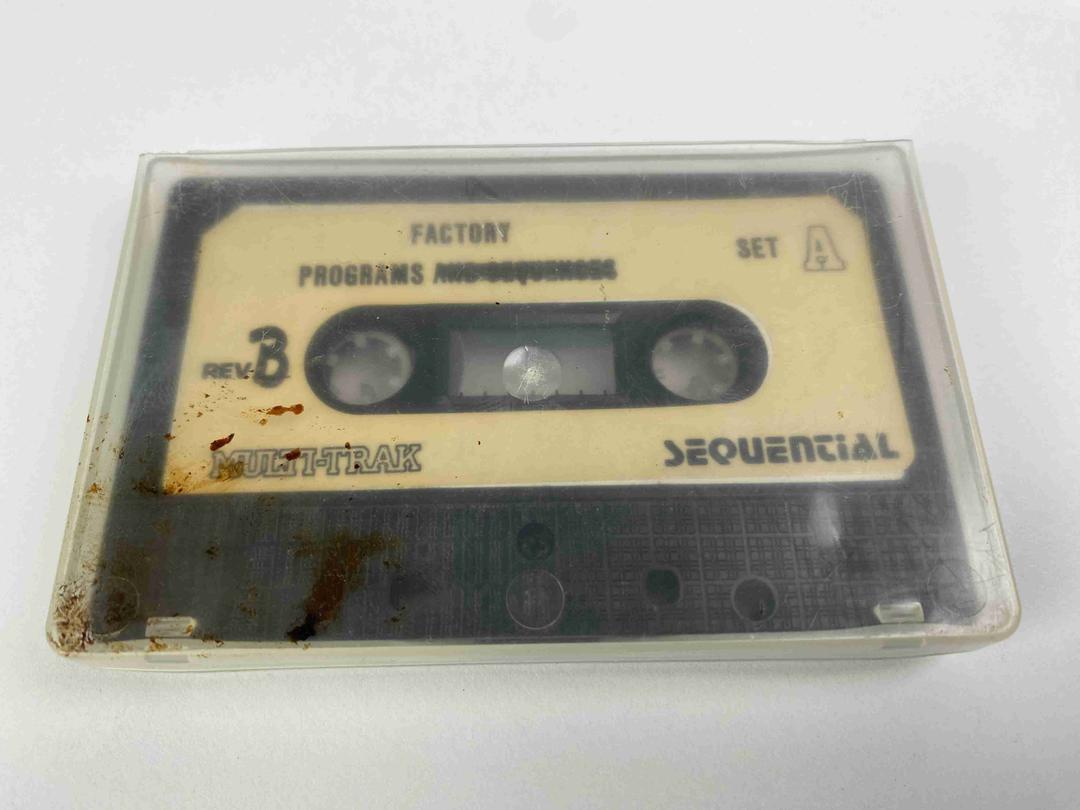 FACTORY
PROGRAMS AND SEQUENCES
SET A
REV B
MULTI-TRAK
SEQUENTIAL